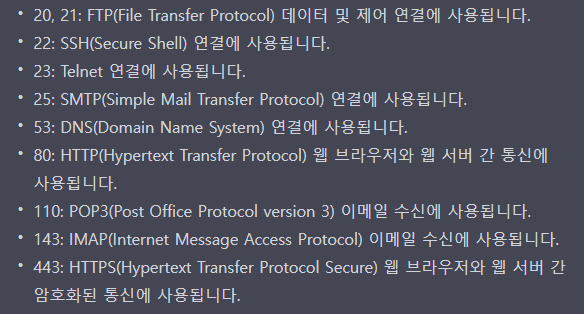 • 20, 21: FTP(File Transfer Protocol) 데이터 및 제어 연결에 사용됩니다.
• 22: SSH(Secure Shell) 연결에 사용됩니다.
• 23: Telnet 연결에 사용됩니다.
• 25: SMTP(Simple Mail Transfer Protocol) 연결에 사용됩니다.
• 53: DNS(Domain Name System) 연결에 사용됩니다.
• 80: HTTP(Hypertext Transfer Protocol) 웹 브라우저와 웹 서버 간 통신에
사용됩니다.
• 110: POP3(Post Office Protocol version 3) 이메일 수신에 사용됩니다.
• 143: IMAP(Internet Message Access Protocol) 이메일 수신에 사용됩니다.
• 443: HTTPS(Hypertext Transfer Protocol Secure) 웹 브라우저와 웹 서버 간
암호화된 통신에 사용됩니다.